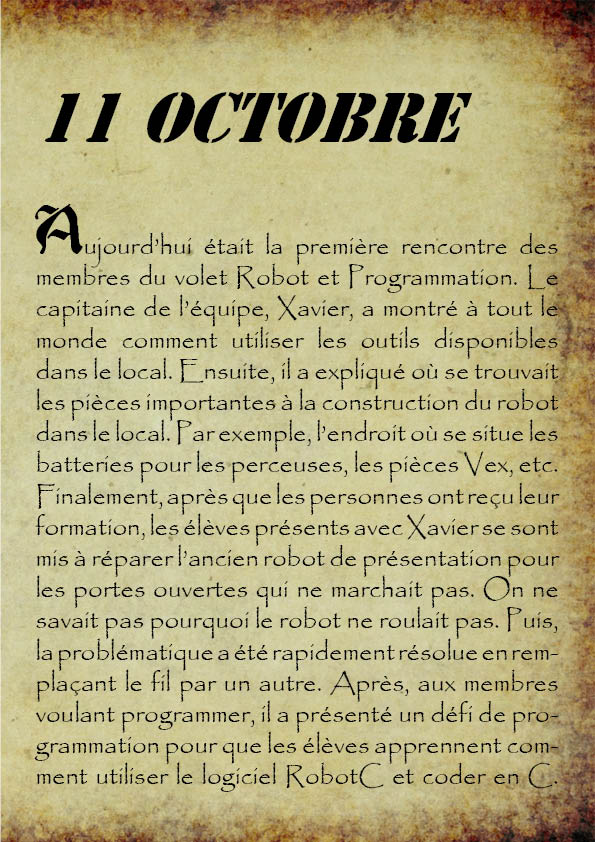 11 OCTOBRE
Aujourd’hui était la première rencontre des
membres du volet Robot et Programmation. Le
capitaine de l’équipe, Xavier, a montré à tout le
monde comment utiliser les outils disponibles
dans le local. Ensuite, il a expliqué où se trouvait
les pièces importantes à la construction du robot
dans le local. Par exemple, l’endroit où se situe les
batteries pour les perceuses, les pièces Vex, etc.
Finalement, après que les personnes ont reçu leur
formation, les élèves présents avec Xavier se sont
mis à réparer l’ancien robot de présentation pour
les portes ouvertes qui ne marchait pas. On ne
savait pas pourquoi le robot ne roulait pas. Puis,
la problématique a été rapidement résolue en rem-
plaçant le fil par un autre. Après, aux membres
voulant programmer, il a présenté un défi de pro-
grammation pour que les élèves apprennent com-
ment utiliser le logiciel RobotC et coder en C.